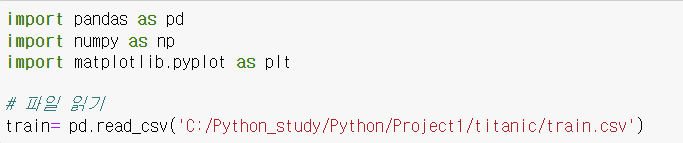 import pandas as pd
import numpy as np
import matplotlib.pyplot as plt
# 파일 읽기
train= pd.read_csv('C:/Python_study/Python/Project1/titanic/train.csv')